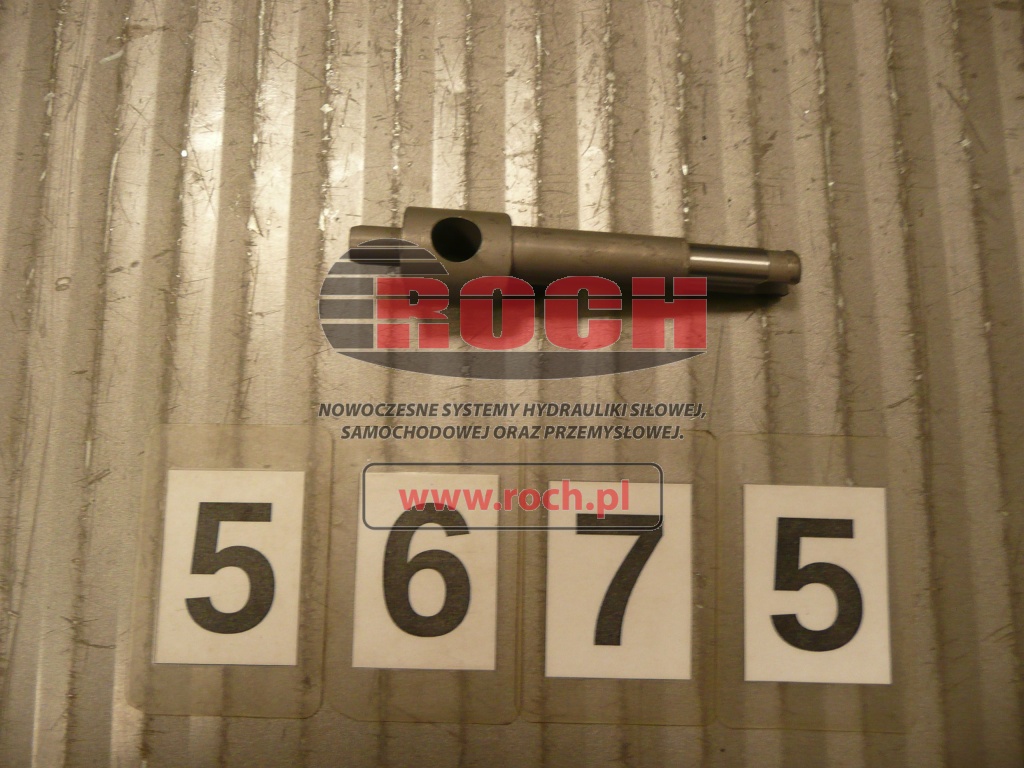 ROCH
NOWOCZESNE SYSTEMY HYDRAULIKI SIŁOWEJ,
SAMOCHODOWEJ ORAZ PRZEMYSŁOWEJ.
www.roch.pl
5 6 7 5